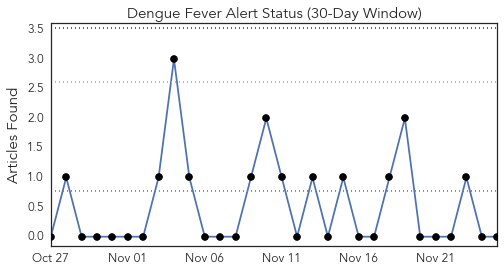 Dengue Fever Alert Status (30-Day Window)
3.5
3.0
2.5
2.0
1.5
1.0
0.5
0.0
Articles Found
Oct 27 Nov 01 Nov 06 Nov 11 Nov 16 Nov 21